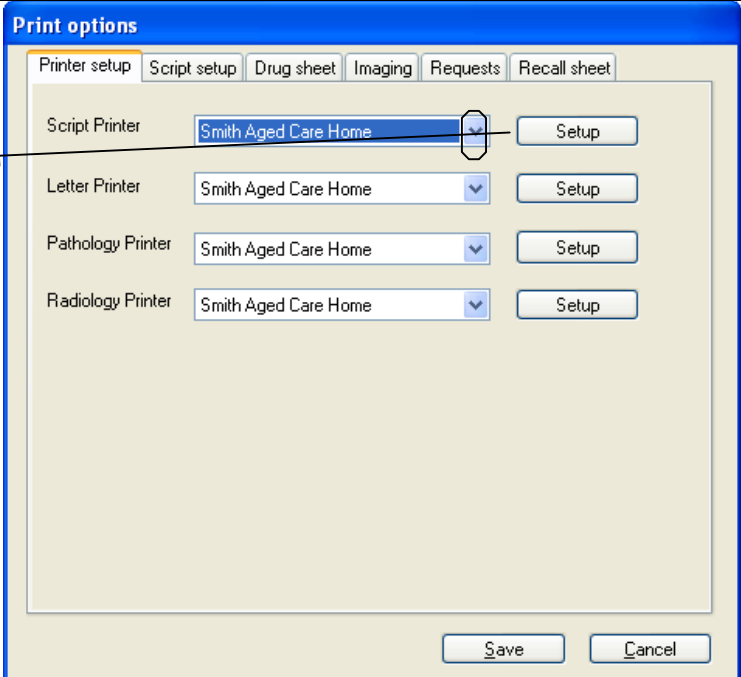 Print options
Printer setup Script setup Drug sheet Imaging Requests Recall sheet
Script Printer Smith Aged Care Home Setup
Letter Printer Smith Aged Care Home Setup
Pathology Printer Smith Aged Care Home Setup
Radiology Printer Smith Aged Care Home Setup
Save Cancel